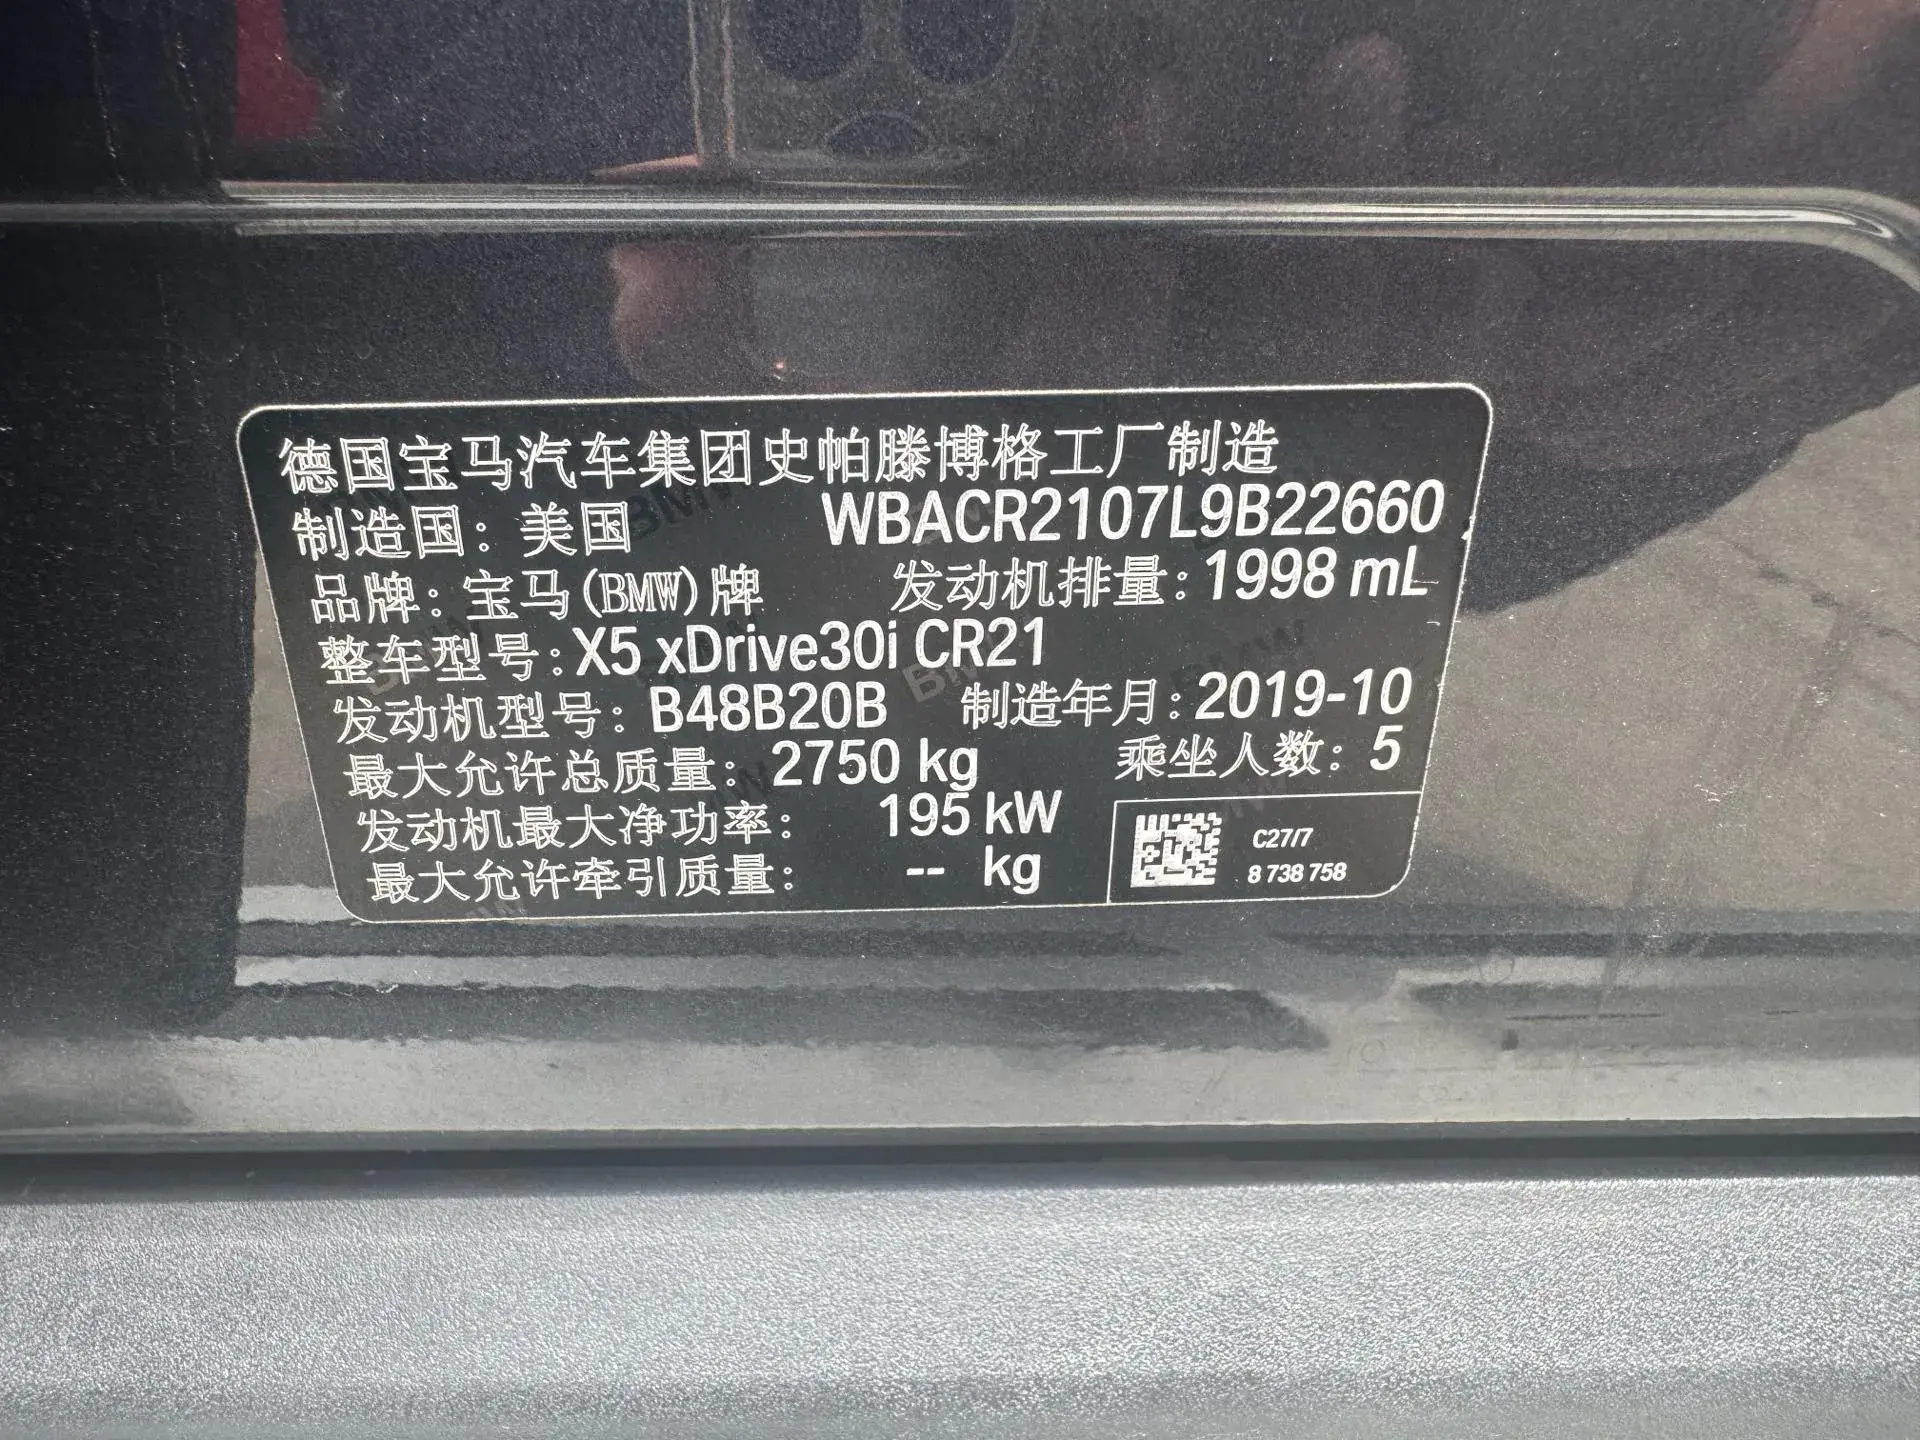 德国宝马汽车集团史帕滕博格工厂制造
制造国：美国 WBACR2107L9B22660
品牌：宝马(BMW)牌 发动机排量：1998 mL
整车型号：X5 xDrive30i CR21
发动机型号：B48B20B 制造年月：2019-10
最大允许总质量：2750 kg 乘坐人数：5
发动机最大净功率：195 kW
最大允许牵引质量：-- kg
C27/7
8 738 758